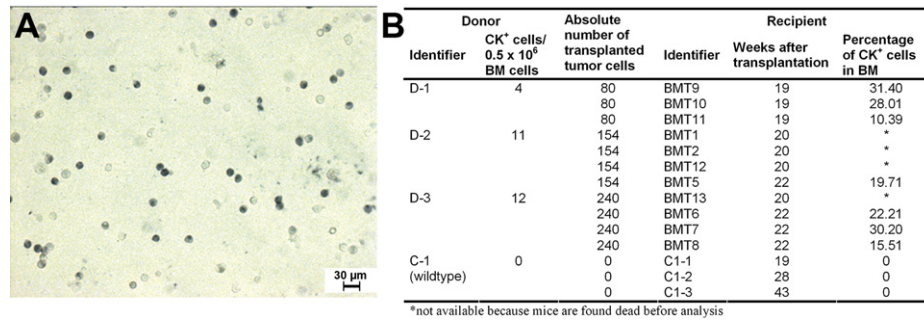 A
30 µm
B
Donor Absolute number of transplanted tumor cells Recipient
Identifier CK⁺ cells/ 0.5 x 10⁶ BM cells Identifier Weeks after transplantation Percentage of CK⁺ cells in BM
D-1 4 80 BMT9 19 31.40
80 BMT10 19 28.01
80 BMT11 19 10.39
D-2 11 154 BMT1 20 *
154 BMT2 20 *
154 BMT12 20 *
154 BMT5 22 19.71
D-3 12 240 BMT13 20 *
240 BMT6 22 22.21
240 BMT7 22 30.20
240 BMT8 22 15.51
C-1 0 0 C1-1 19 0
(wildtype) 0 C1-2 28 0
0 C1-3 43 0
*not available because mice are found dead before analysis